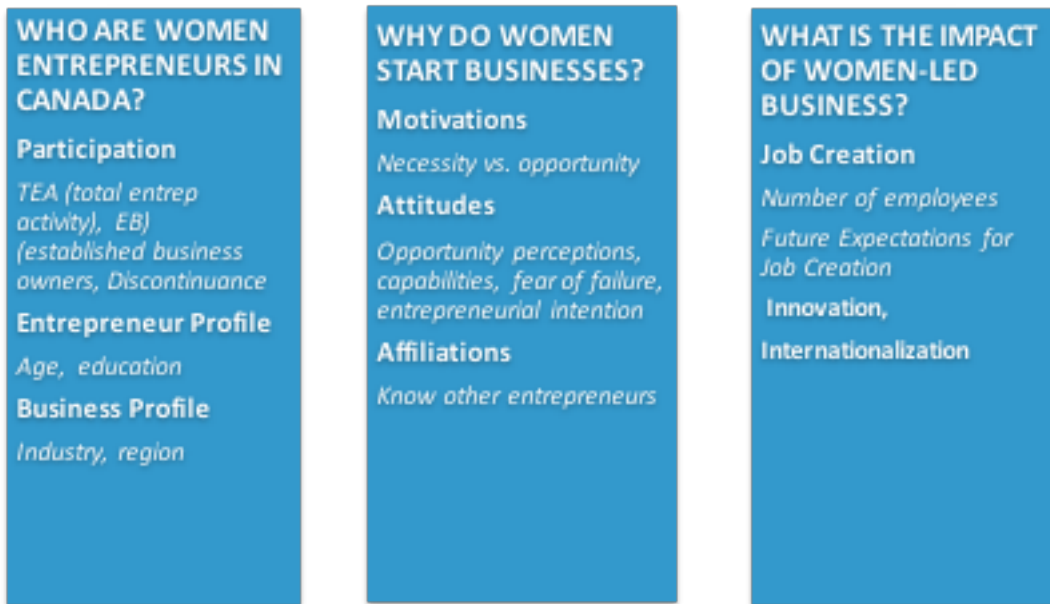 WHO ARE WOMEN
ENTREPRENEURS IN
CANADA?
Participation
TEA (total entrep
activity), EB)
(established business
owners, Discontinuance
Entrepreneur Profile
Age, education
Business Profile
Industry, region
WHY DO WOMEN
START BUSINESSES?
Motivations
Necessity vs. opportunity
Attitudes
Opportunity perceptions,
capabilities, fear of failure,
entrepreneurial intention
Affiliations
Know other entrepreneurs
WHAT IS THE IMPACT
OF WOMEN-LED
BUSINESS?
Job Creation
Number of employees
Future Expectations for
Job Creation
Innovation,
Internationalization